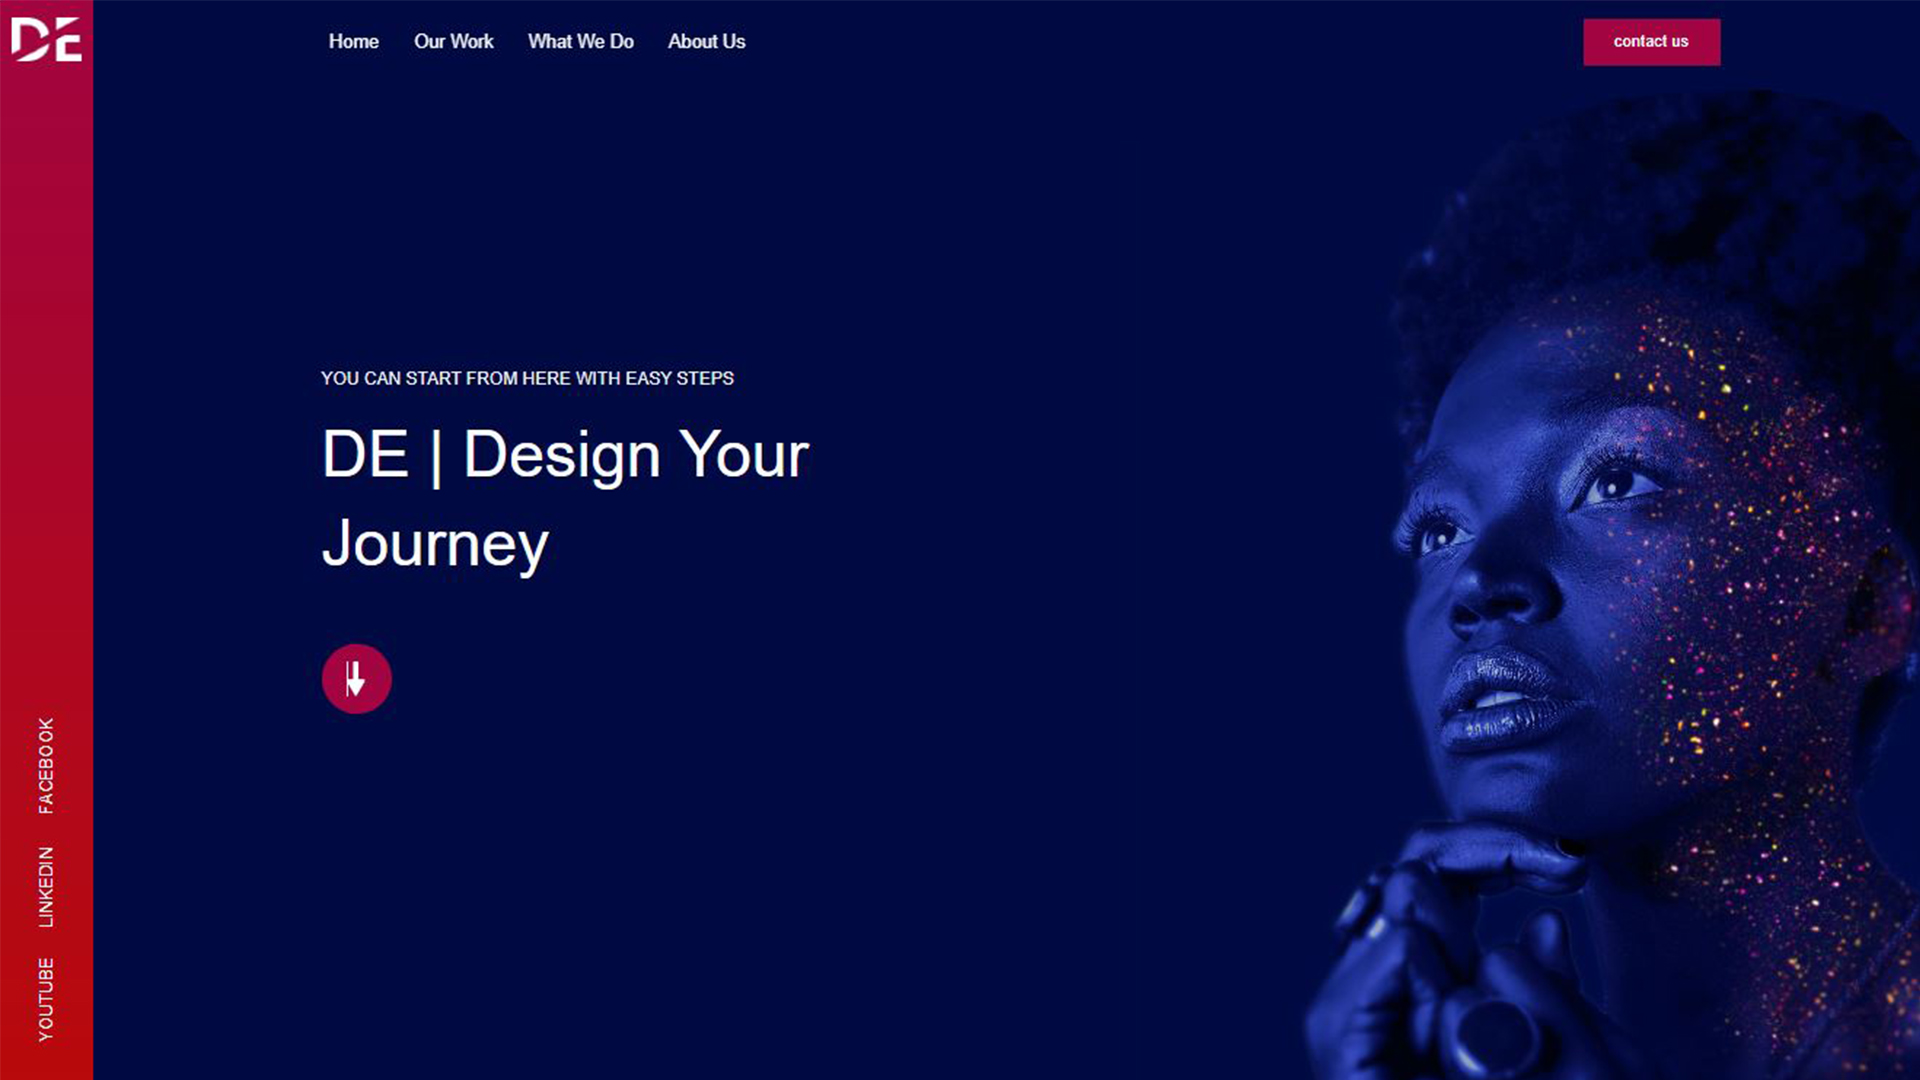 DE
Home
Our Work
What We Do
About Us
contact us
YOU CAN START FROM HERE WITH EASY STEPS
DE | Design Your
Journey
FACEBOOK
LINKEDIN
YOUTUBE